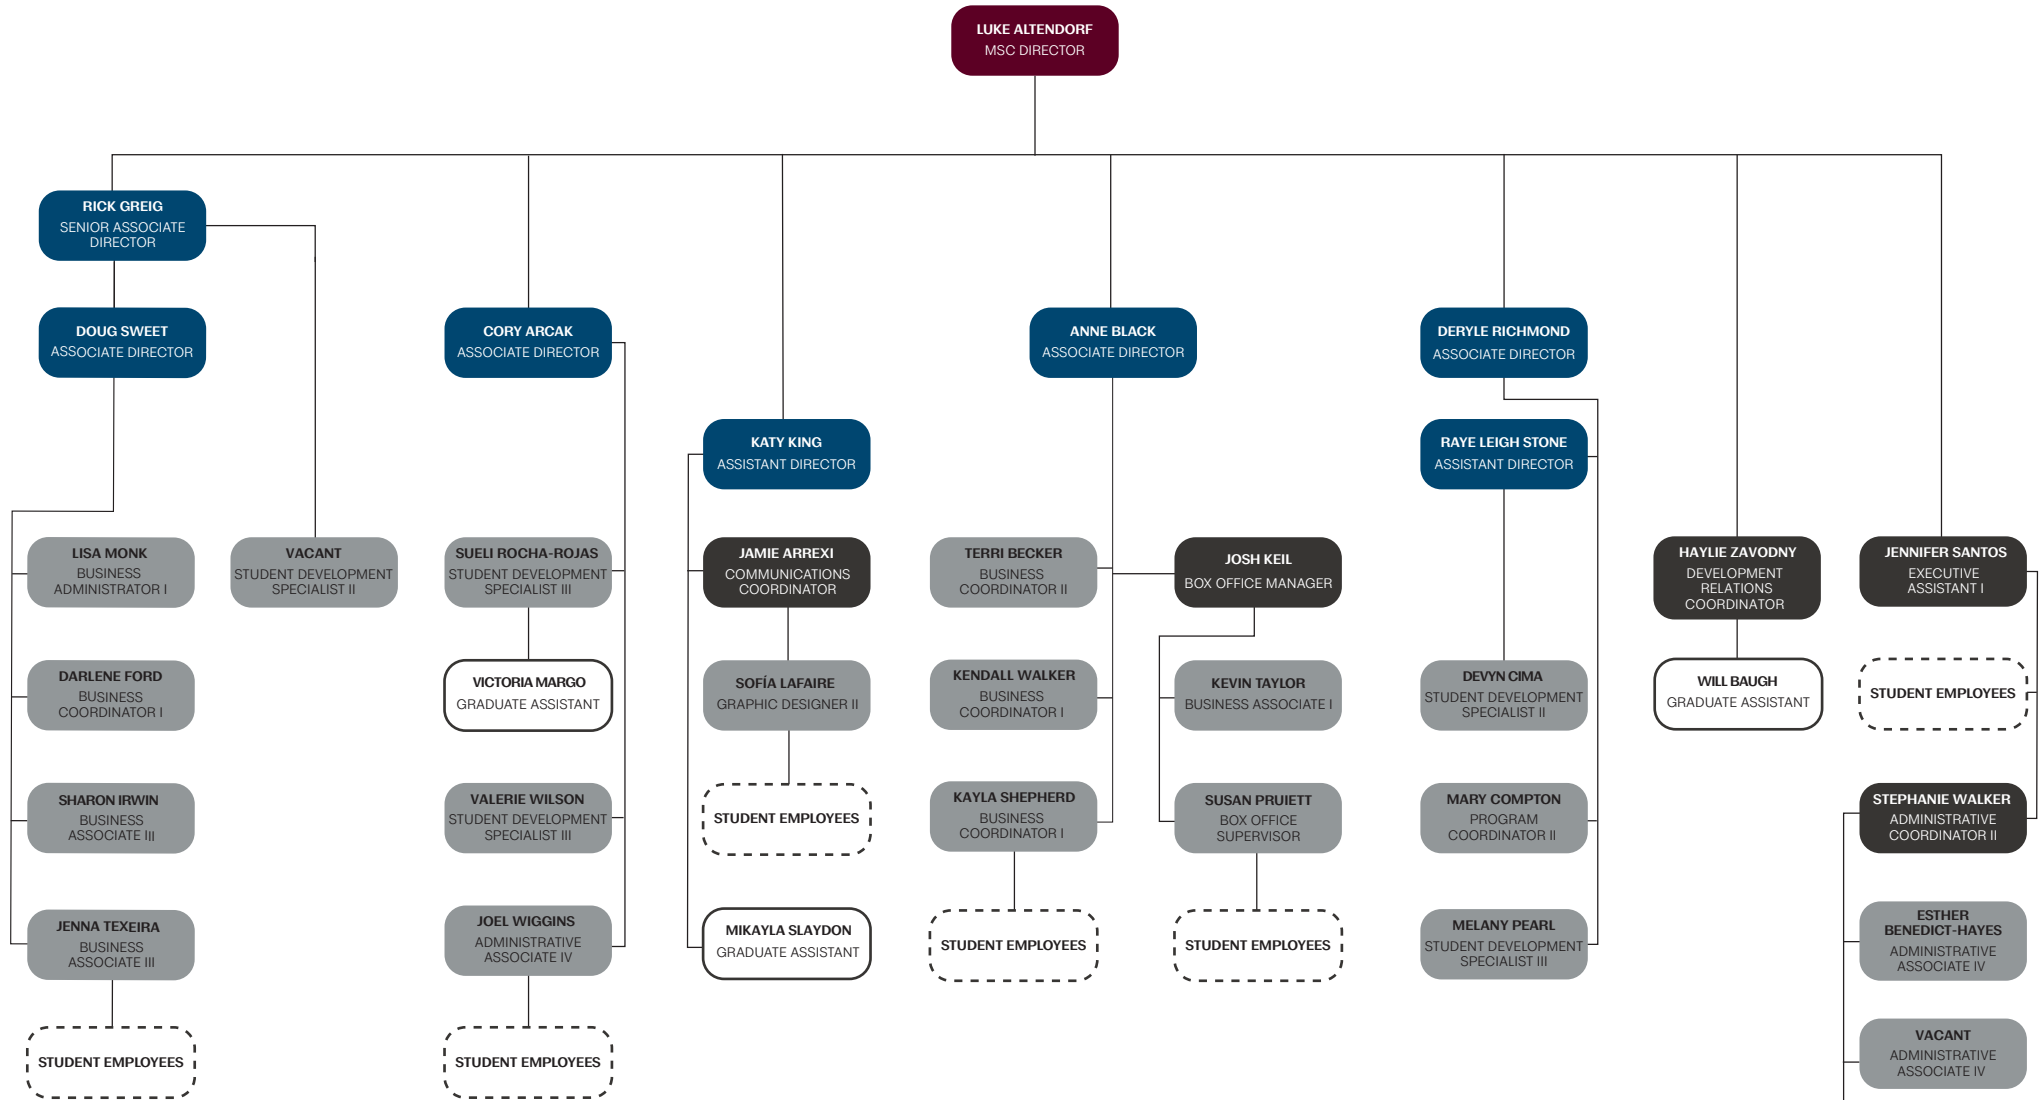 LUKE ALTENDORF
MSC DIRECTOR
RICK GREIG
SENIOR ASSOCIATE
DIRECTOR
DOUG SWEET
ASSOCIATE DIRECTOR
CORY ARCAK
ASSOCIATE DIRECTOR
ANNE BLACK
ASSOCIATE DIRECTOR
DERYLE RICHMOND
ASSOCIATE DIRECTOR
KATY KING
ASSISTANT DIRECTOR
RAYE LEIGH STONE
ASSISTANT DIRECTOR
LISA MONK
BUSINESS
ADMINISTRATOR I
VACANT
STUDENT DEVELOPMENT
SPECIALIST II
SUELI ROCHA-ROJAS
STUDENT DEVELOPMENT
SPECIALIST III
JAMIE ARREXI
COMMUNICATIONS
COORDINATOR
TERRI BECKER
BUSINESS
COORDINATOR II
JOSH KEIL
BOX OFFICE MANAGER
HAYLIE ZAVODNY
DEVELOPMENT
RELATIONS
COORDINATOR
JENNIFER SANTOS
EXECUTIVE
ASSISTANT I
DARLENE FORD
BUSINESS
COORDINATOR I
VICTORIA MARGO
GRADUATE ASSISTANT
SOFÍA LAFAIRE
GRAPHIC DESIGNER II
KENDALL WALKER
BUSINESS
COORDINATOR I
KEVIN TAYLOR
BUSINESS ASSOCIATE I
DEVYN CIMA
STUDENT DEVELOPMENT
SPECIALIST II
WILL BAUGH
GRADUATE ASSISTANT
STUDENT EMPLOYEES
SHARON IRWIN
BUSINESS
ASSOCIATE III
VALERIE WILSON
STUDENT DEVELOPMENT
SPECIALIST III
STUDENT EMPLOYEES
KAYLA SHEPHERD
BUSINESS
COORDINATOR I
SUSAN PRUIETT
BOX OFFICE
SUPERVISOR
MARY COMPTON
PROGRAM
COORDINATOR II
STEPHANIE WALKER
ADMINISTRATIVE
COORDINATOR II
JENNA TEXEIRA
BUSINESS
ASSOCIATE III
JOEL WIGGINS
ADMINISTRATIVE
ASSOCIATE IV
MIKAYLA SLAYDON
GRADUATE ASSISTANT
STUDENT EMPLOYEES
STUDENT EMPLOYEES
MELANY PEARL
STUDENT DEVELOPMENT
SPECIALIST III
ESTHER
BENEDICT-HAYES
ADMINISTRATIVE
ASSOCIATE IV
STUDENT EMPLOYEES
STUDENT EMPLOYEES
VACANT
ADMINISTRATIVE
ASSOCIATE IV